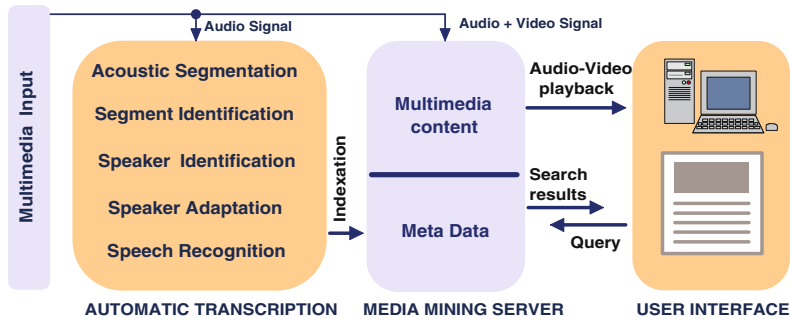 Multimedia Input
Audio Signal
Audio + Video Signal
Acoustic Segmentation
Segment Identification
Speaker Identification
Speaker Adaptation
Speech Recognition
Indexation
Multimedia
content
Meta Data
Audio-Video
playback
Search
results
Query
AUTOMATIC TRANSCRIPTION
MEDIA MINING SERVER
USER INTERFACE